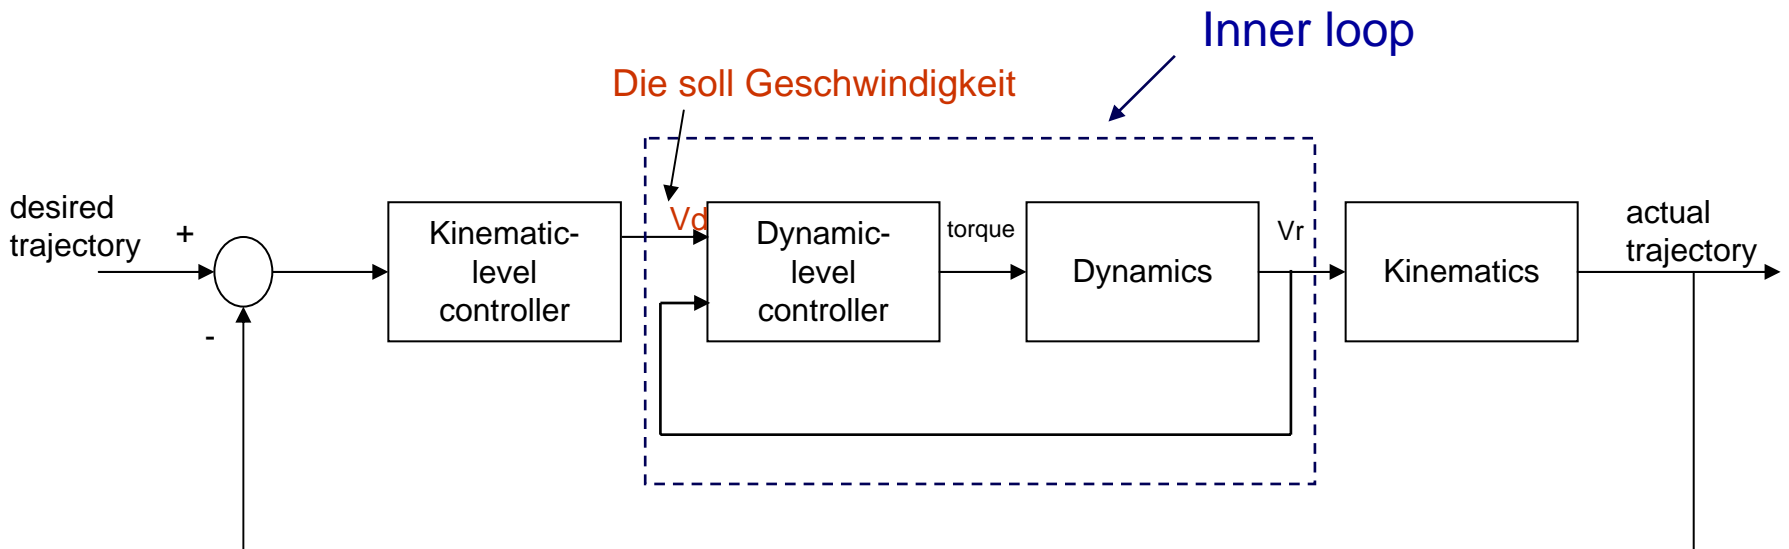 Inner loop
Die soll Geschwindigkeit
desired
trajectory
+
-
Kinematic-
level
controller
Vd
Dynamic-
level
controller
torque
Dynamics
Vr
Kinematics
actual
trajectory